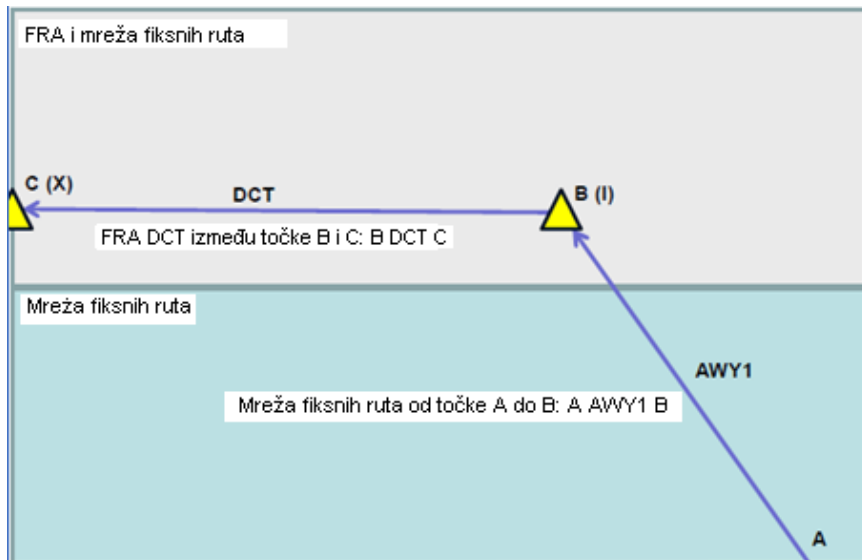 FRA i mreža fiksnih ruta
C (X)
DCT
B (I)
FRA DCT između točke B i C: B DCT C
Mreža fiksnih ruta
AWY1
Mreža fiksnih ruta od točke A do B: A AWY1 B
A